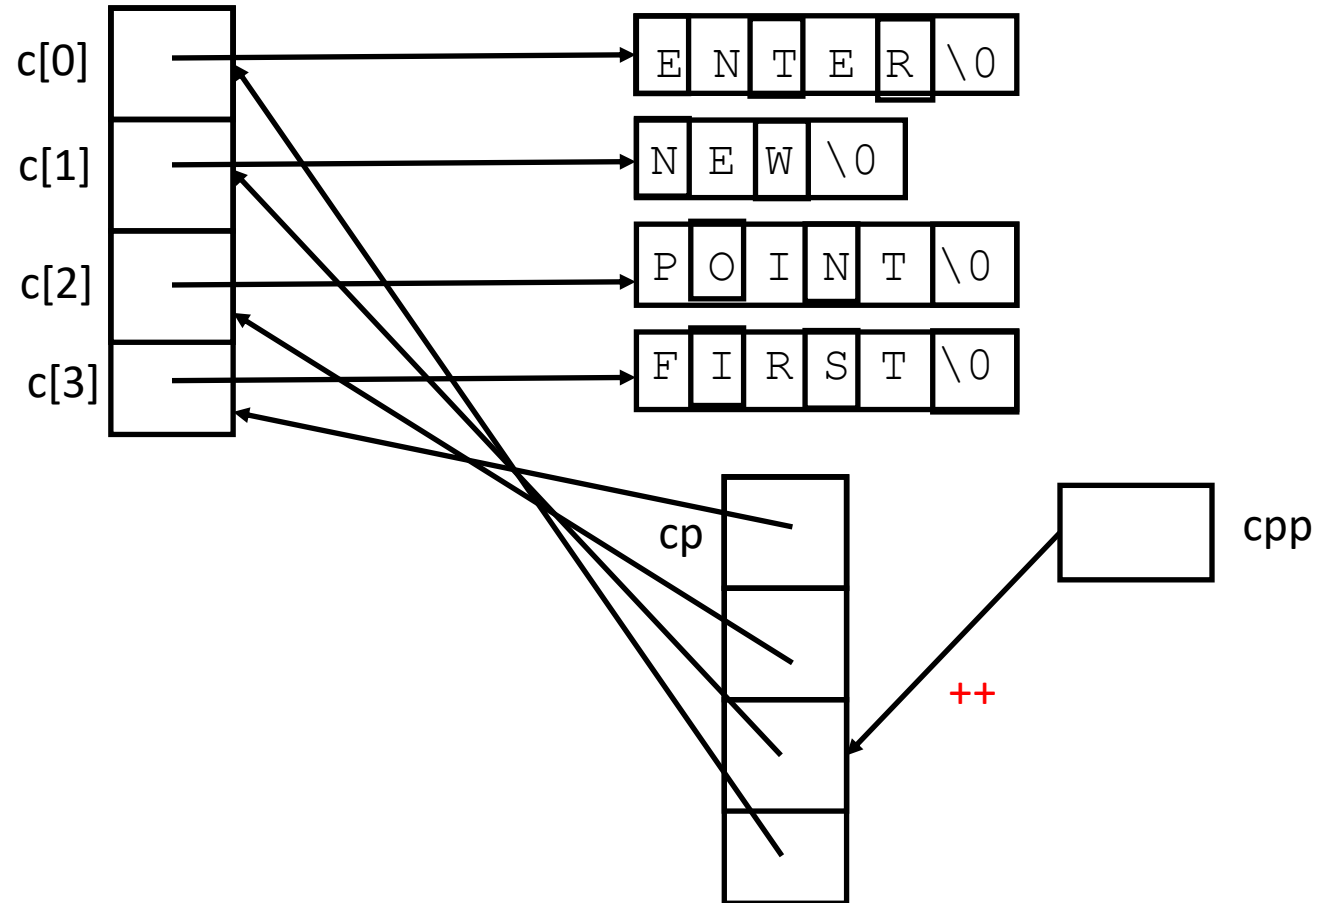 c[0] E N T E R \0
c[1] N E W \0
c[2] P O I N T \0
c[3] F I R S T \0
cp
cpp
++